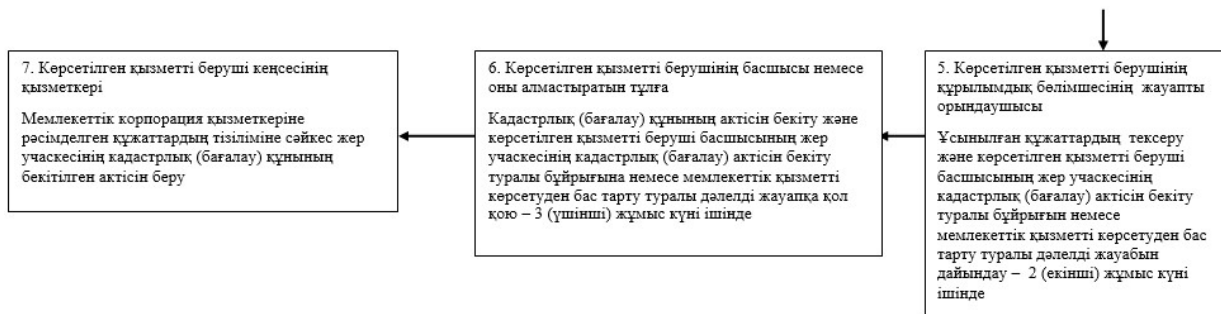 7. Көрсетілген қызметті беруші кеңсесінің
қызметкері
Мемлекеттік корпорация қызметкеріне
рәсімделген құжаттардың тізіліміне сәйкес жер
учаскесінің кадастрлық (бағалау) құнының
бекітілген актісін беру
6. Көрсетілген қызметті берушінің басшысы немесе
оны алмастыратын тұлға
Кадастрлық (бағалау) құнының актісін бекіту және
көрсетілген қызметті беруші басшысының жер
учаскесінің кадастрлық (бағалау) актісін бекіту
туралы бұйрығына немесе мемлекеттік қызметті
көрсетуден бас тарту туралы дәлелді жауапқа қол
қою – 3 (үшінші) жұмыс күні ішінде
5. Көрсетілген қызметті берушінің
құрылымдық бөлімшесінің жауапты
орындаушысы
Ұсынылған құжаттардың тексеру
және көрсетілген қызметті беруші
басшысының жер учаскесінің
кадастрлық (бағалау) актісін бекіту
туралы бұйрығын немесе
мемлекеттік қызметті көрсетуден бас
тарту туралы дәлелді жауабын
дайындау – 2 (екінші) жұмыс күні
ішінде